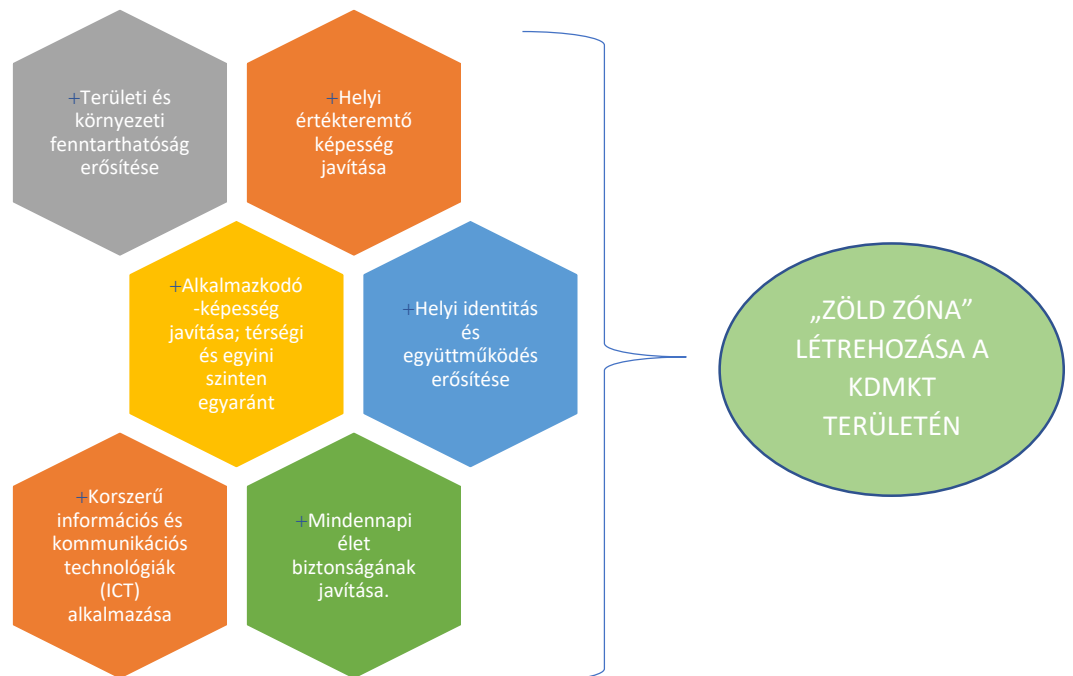 +Területi és
környezeti
fenntarthatóság
erősítése
+Helyi
értékteremtő
képesség
javítása
+Alkalmazkodó
-képesség
javítása; térségi
és egyini
szinten
egyaránt
+Helyi identitás
és
együttműködés
erősítése
+Korszerű
információs és
kommunikációs
technológiák
(ICT)
alkalmazása
+Mindennapi
élet
biztonságának
javítása.
„ZÖLD ZÓNA”
LÉTREHOZÁSA A
KDMKT
TERÜLETÉN